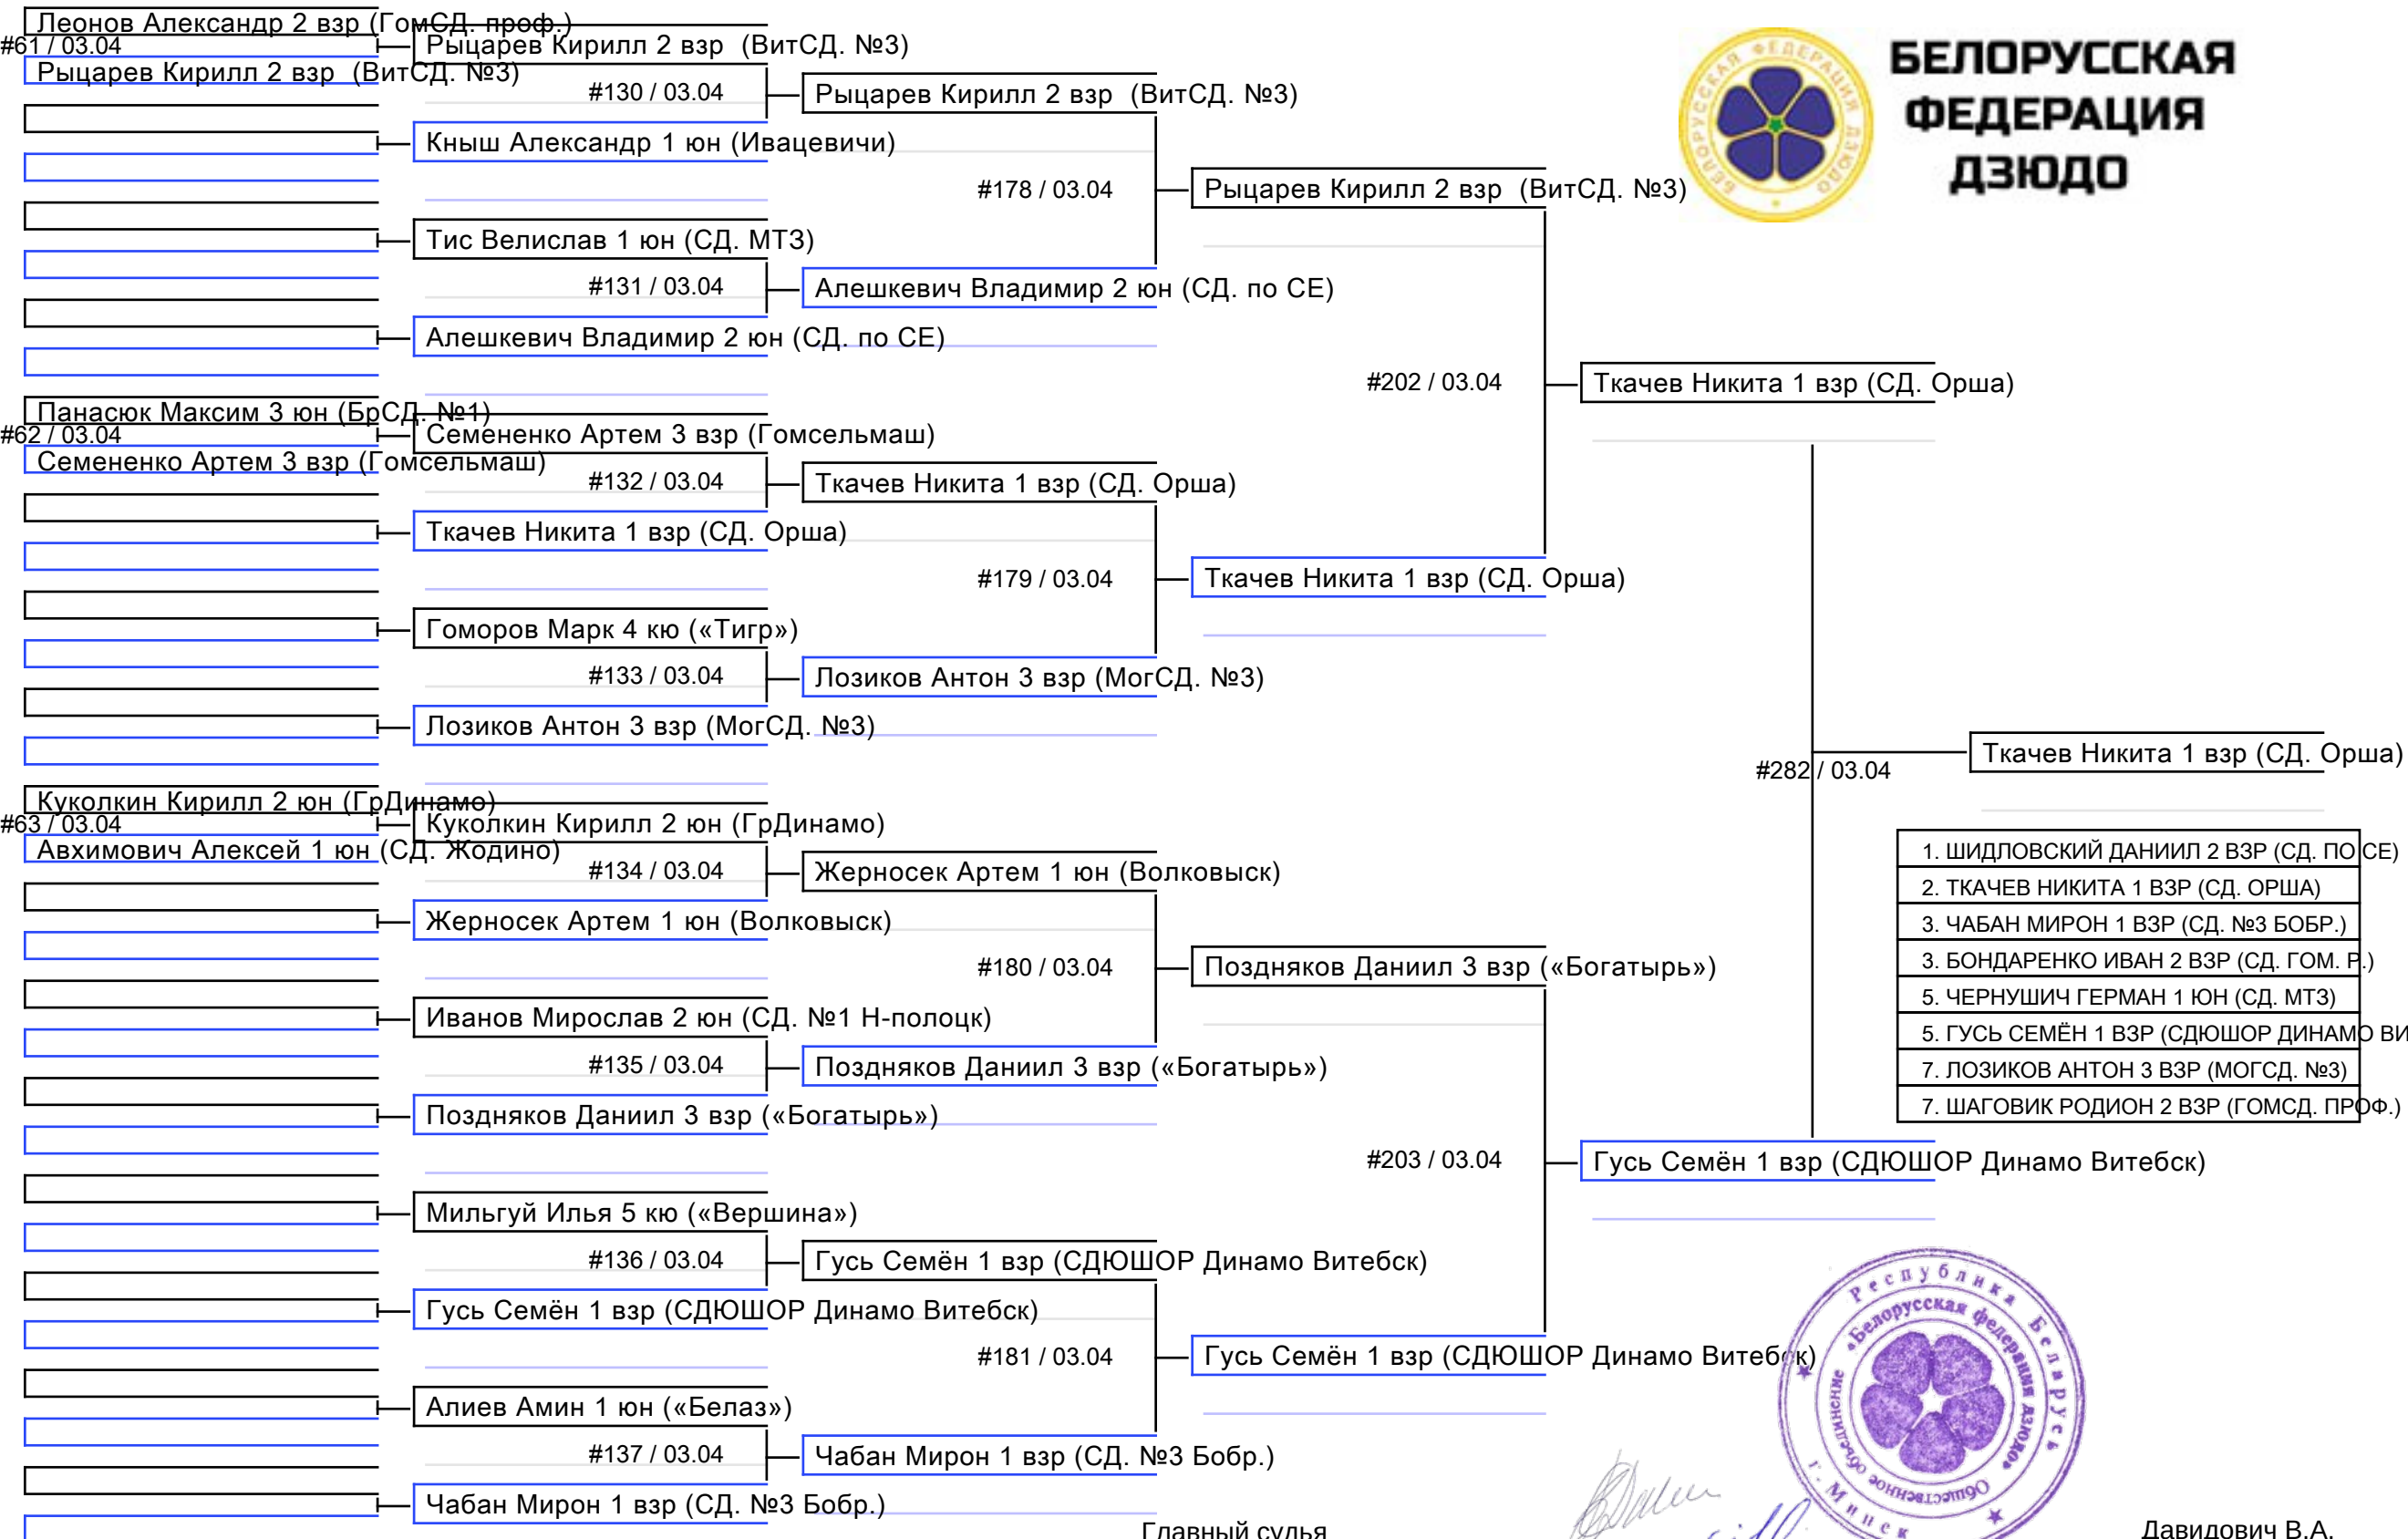 Леонов Александр 2 взр (ГомСД. проф.)
#61 / 03.04
Рыцарев Кирилл 2 взр (ВитСД. №3)
Рыцарев Кирилл 2 взр (ВитСД. №3)
#130 / 03.04
Рыцарев Кирилл 2 взр (ВитСД. №3)
Кныш Александр 1 юн (Ивацевичи)
#178 / 03.04
Рыцарев Кирилл 2 взр (ВитСД. №3)
Тис Велислав 1 юн (СД. МТЗ)
#131 / 03.04
Алешкевич Владимир 2 юн (СД. по СЕ)
Алешкевич Владимир 2 юн (СД. по СЕ)
#202 / 03.04
Ткачев Никита 1 взр (СД. Орша)
Панасюк Максим 3 юн (БрСД. №1)
#62 / 03.04
Семененко Артем 3 взр (Гомсельмаш)
Семененко Артем 3 взр (Гомсельмаш)
#132 / 03.04
Ткачев Никита 1 взр (СД. Орша)
Ткачев Никита 1 взр (СД. Орша)
#179 / 03.04
Ткачев Никита 1 взр (СД. Орша)
Гоморов Марк 4 кю («Тигр»)
#133 / 03.04
Лозиков Антон 3 взр (МогСД. №3)
Лозиков Антон 3 взр (МогСД. №3)
#282 / 03.04
Ткачев Никита 1 взр (СД. Орша)
Куколкин Кирилл 2 юн (ГрДинамо)
#63 / 03.04
Авхимович Алексей 1 юн (СД. Жодино)
Куколкин Кирилл 2 юн (ГрДинамо)
#134 / 03.04
Жерносек Артем 1 юн (Волковыск)
Жерносек Артем 1 юн (Волковыск)
#180 / 03.04
Поздняков Даниил 3 взр («Богатырь»)
Иванов Мирослав 2 юн (СД. №1 Н-полоцк)
#135 / 03.04
Поздняков Даниил 3 взр («Богатырь»)
Поздняков Даниил 3 взр («Богатырь»)
#203 / 03.04
Гусь Семён 1 взр (СДЮШОР Динамо Витебск)
Мильгуй Илья 5 кю («Вершина»)
#136 / 03.04
Гусь Семён 1 взр (СДЮШОР Динамо Витебск)
Гусь Семён 1 взр (СДЮШОР Динамо Витебск)
#181 / 03.04
Гусь Семён 1 взр (СДЮШОР Динамо Витебск)
Алиев Амин 1 юн («Белаз»)
#137 / 03.04
Чабан Мирон 1 взр (СД. №3 Бобр.)
Чабан Мирон 1 взр (СД. №3 Бобр.)
БЕЛОРУССКАЯ
ФЕДЕРАЦИЯ
ДЗЮДО
БЕЛОРУССКАЯ ФЕДЕРАЦИЯ ДЗЮДО
1. ШИДЛОВСКИЙ ДАНИИЛ 2 ВЗР (СД. ПО СЕ)
2. ТКАЧЕВ НИКИТА 1 ВЗР (СД. ОРША)
3. ЧАБАН МИРОН 1 ВЗР (СД. №3 БОБР.)
3. БОНДАРЕНКО ИВАН 2 ВЗР (СД. ГОМ. Р.)
5. ЧЕРНУШИЧ ГЕРМАН 1 ЮН (СД. МТЗ)
5. ГУСЬ СЕМЁН 1 ВЗР (СДЮШОР ДИНАМО ВИ
7. ЛОЗИКОВ АНТОН 3 ВЗР (МОГСД. №3)
7. ШАГОВИК РОДИОН 2 ВЗР (ГОМСД. ПРОФ.)
Республика Беларусь
г. Минск
Общественное объединение
«Белорусская федерация дзюдо»
Главный судья
Давидович В.А.